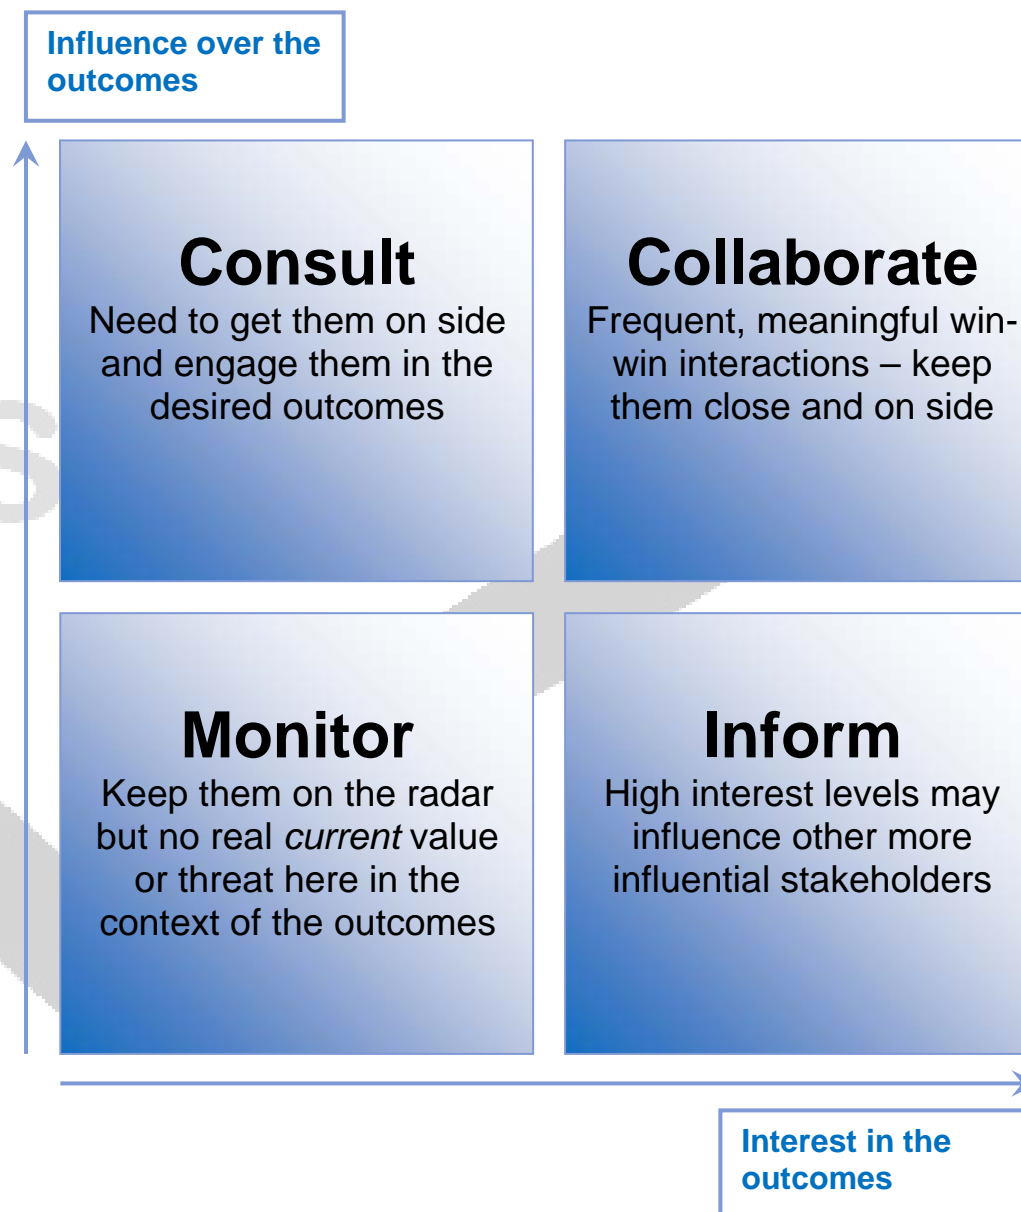 Influence over the
outcomes
Consult
Need to get them on side
and engage them in the
desired outcomes
Collaborate
Frequent, meaningful win-
win interactions – keep
them close and on side
Monitor
Keep them on the radar
but no real current value
or threat here in the
context of the outcomes
Inform
High interest levels may
influence other more
influential stakeholders
Interest in the
outcomes